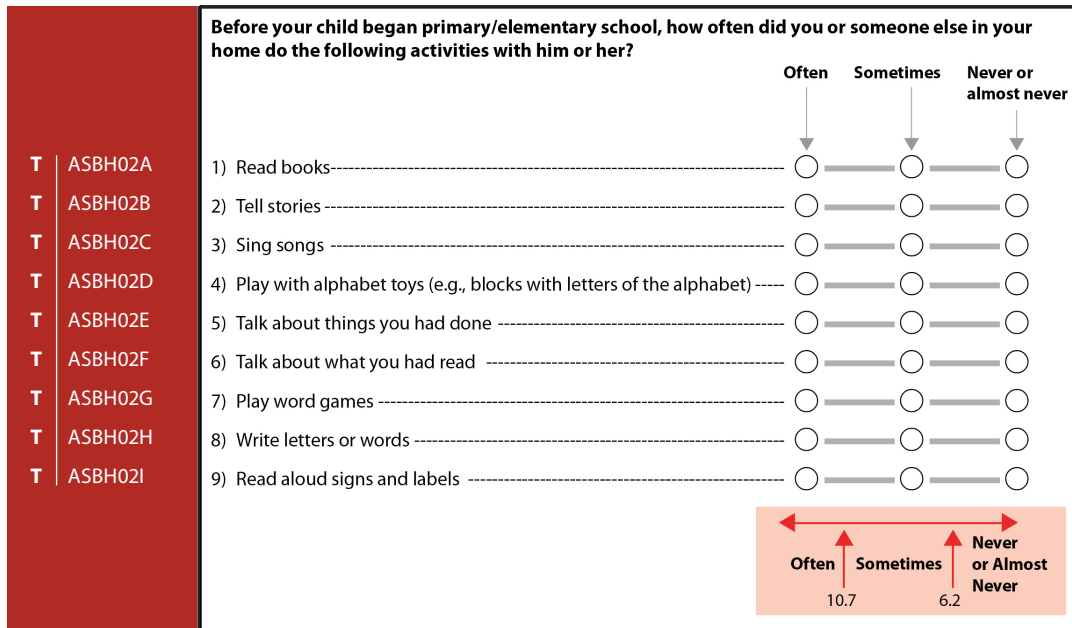 Before your child began primary/elementary school, how often did you or someone else in your
home do the following activities with him or her?
Often Sometimes Never or
almost never
T ASBH02A 1) Read books
T ASBH02B 2) Tell stories
T ASBH02C 3) Sing songs
T ASBH02D 4) Play with alphabet toys (e.g., blocks with letters of the alphabet)
T ASBH02E 5) Talk about things you had done
T ASBH02F 6) Talk about what you had read
T ASBH02G 7) Play word games
T ASBH02H 8) Write letters or words
T ASBH02I 9) Read aloud signs and labels
Often Sometimes Never
or Almost
Never
10.7 6.2